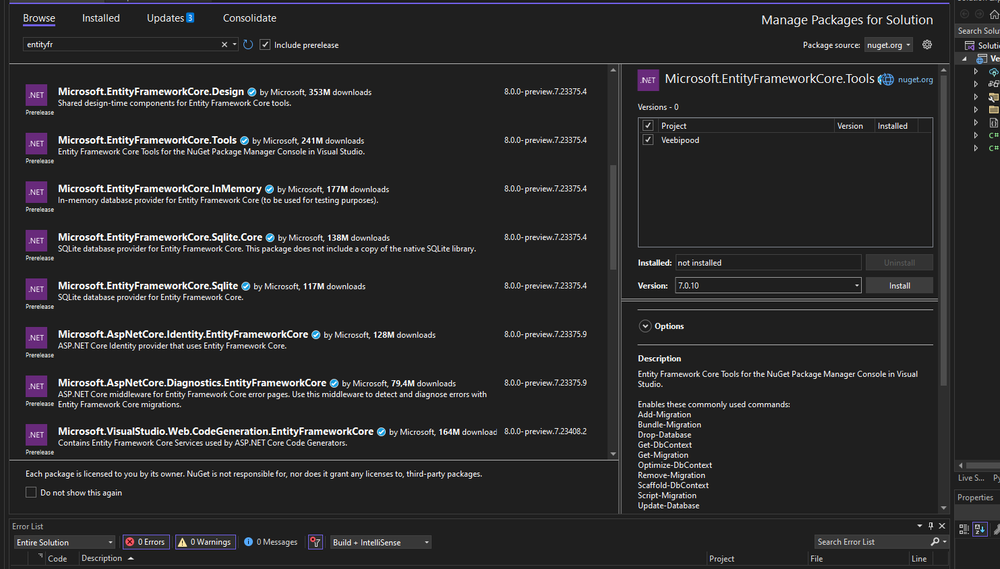 Browse
Installed
Updates 3
Consolidate
Manage Packages for Solution
entityfr
Include prerelease
Package source: nuget.org
.NET
Prerelease
Microsoft.EntityFrameworkCore.Design by Microsoft, 353M downloads
8.0.0-preview.7.23375.4
Shared design-time components for Entity Framework Core tools.
.NET
Prerelease
Microsoft.EntityFrameworkCore.Tools by Microsoft, 241M downloads
8.0.0-preview.7.23375.4
Entity Framework Core Tools for the NuGet Package Manager Console in Visual Studio.
.NET
Prerelease
Microsoft.EntityFrameworkCore.InMemory by Microsoft, 177M downloads
8.0.0-preview.7.23375.4
In-memory database provider for Entity Framework Core (to be used for testing purposes).
.NET
Prerelease
Microsoft.EntityFrameworkCore.Sqlite.Core by Microsoft, 138M downloads
8.0.0-preview.7.23375.4
SQLite database provider for Entity Framework Core. This package does not include a copy of the native SQLite library.
.NET
Prerelease
Microsoft.EntityFrameworkCore.Sqlite by Microsoft, 117M downloads
8.0.0-preview.7.23375.4
SQLite database provider for Entity Framework Core.
.NET
Prerelease
Microsoft.AspNetCore.Identity.EntityFrameworkCore by Microsoft, 128M downloads
8.0.0-preview.7.23375.9
ASP.NET Core Identity provider that uses Entity Framework Core.
.NET
Prerelease
Microsoft.AspNetCore.Diagnostics.EntityFrameworkCore by Microsoft, 79,4M downloads
8.0.0-preview.7.23375.9
ASP.NET Core middleware for Entity Framework Core error pages. Use this middleware to detect and diagnose errors with
Entity Framework Core migrations.
.NET
Prerelease
Microsoft.VisualStudio.Web.CodeGeneration.EntityFrameworkCore by Microsoft, 164M download
8.0.0-preview.7.23408.2
Contains Entity Framework Core Services used by ASP.NET Core Code Generators.
Each package is licensed to you by its owner. NuGet is not responsible, nor does it grant any licenses to, third-party packages.
Do not show this again
.NET
Microsoft.EntityFrameworkCore.Tools
nuget.org
Versions - 0
Project
Version
Installed
Veebipood
Installed: not installed
Uninstall
Version: 7.0.10
Install
Options
Description
Entity Framework Core Tools for the NuGet Package Manager Console in Visual
Studio.
Enables these commonly used commands:
Add-Migration
Bundle-Migration
Drop-Database
Get-DbContext
Get-Migration
Optimize-DbContext
Remove-Migration
Scaffold-DbContext
Script-Migration
Update-Database
Search Solu
Soluti
Ve
C#
C#
Live S...
Py
Properties
Error List
Entire Solution
0 Errors
0 Warnings
0 Messages
Build + IntelliSense
Search Error List
Code
Description
Project
File
Line